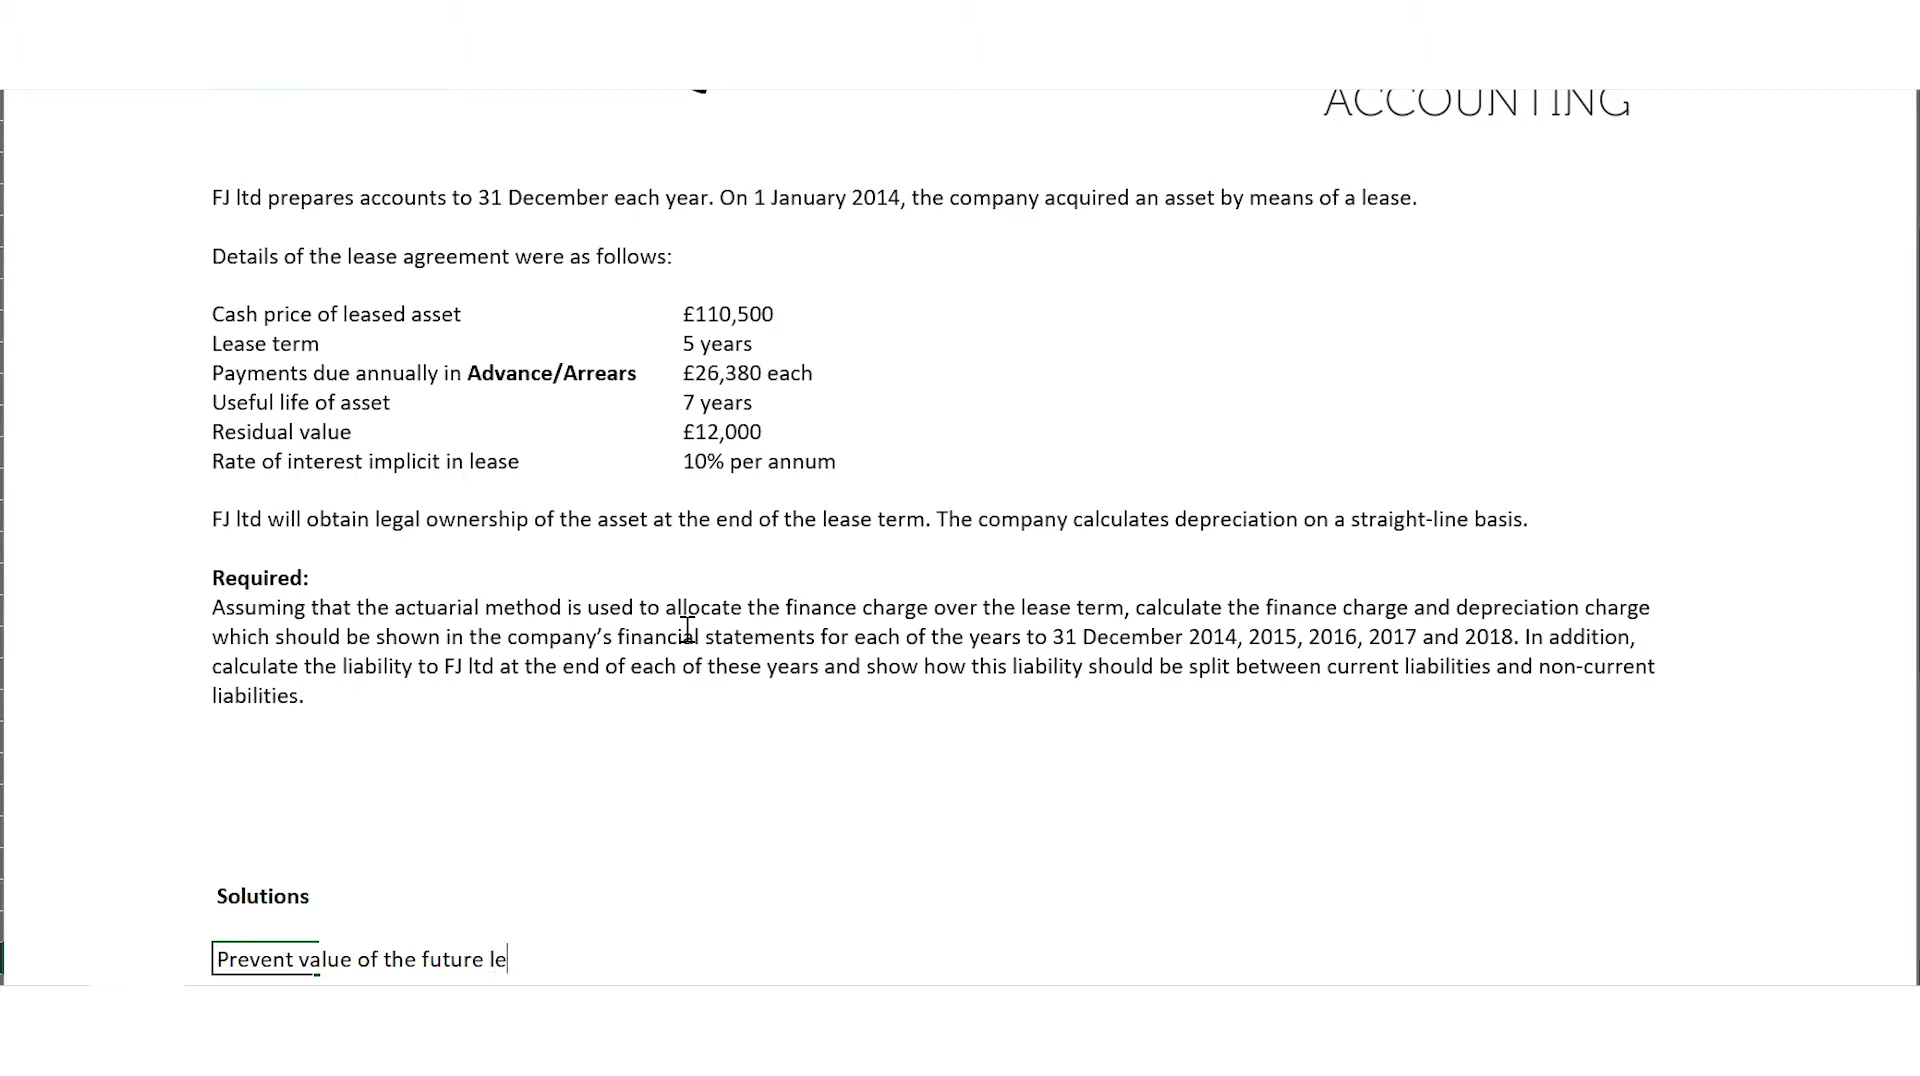 ACCOUNTING
FJ ltd prepares accounts to 31 December each year. On 1 January 2014, the company acquired an asset by means of a lease.
Details of the lease agreement were as follows:
Cash price of leased asset £110,500
Lease term 5 years
Payments due annually in Advance/Arrears £26,380 each
Useful life of asset 7 years
Residual value £12,000
Rate of interest implicit in lease 10% per annum
FJ ltd will obtain legal ownership of the asset at the end of the lease term. The company calculates depreciation on a straight-line basis.
Required:
Assuming that the actuarial method is used to allocate the finance charge over the lease term, calculate the finance charge and depreciation charge
which should be shown in the company’s financial statements for each of the years to 31 December 2014, 2015, 2016, 2017 and 2018. In addition,
calculate the liability to FJ ltd at the end of each of these years and show how this liability should be split between current liabilities and non-current
liabilities.
Solutions
Prevent value of the future le